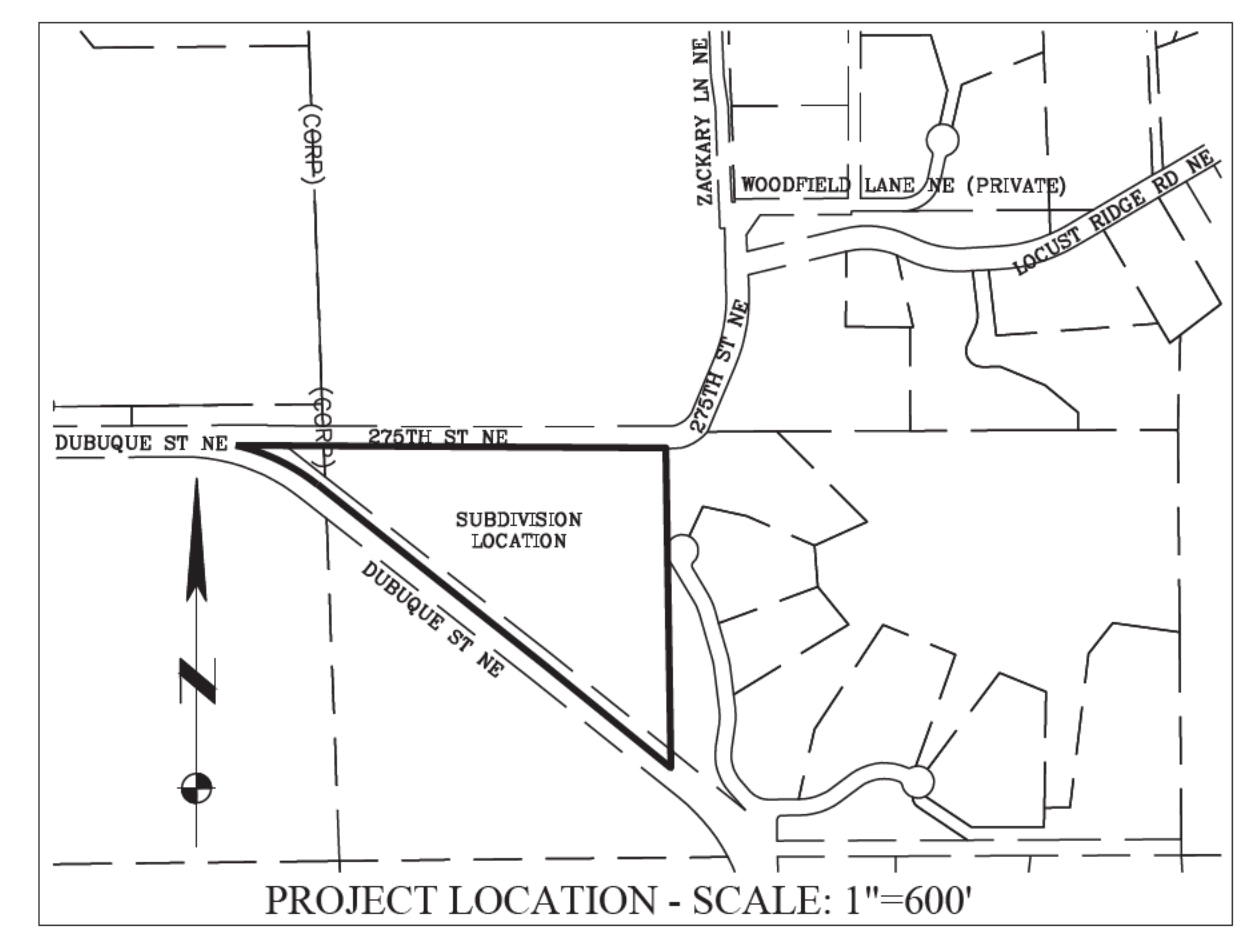 (CORP)
ZACKARY LN NE
WOODFIELD LANE NE (PRIVATE)
LOCUST RIDGE RD NE
275TH ST NE
(CORP)
DUBUQUE ST NE
275TH ST NE
SUBDIVISION
LOCATION
DUBUQUE ST NE
N
PROJECT LOCATION - SCALE: 1"=600'